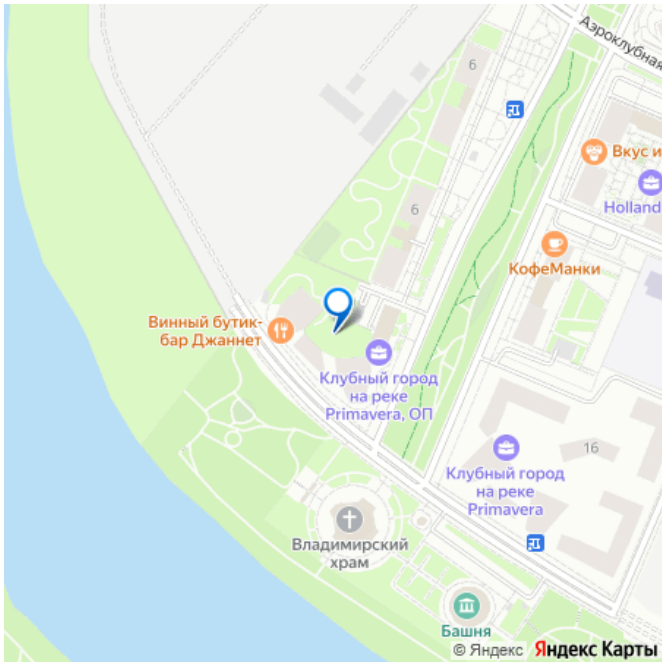 Аэроклубная
6
Вкус и
Holland
6
КофеМанки
Винный бутик-
бар Джаннет
Клубный город
на реке
Primavera, ОП
16
Клубный город
на реке
Primavera
Владимирский
храм
Башня
© Яндекс Яндекс Карты